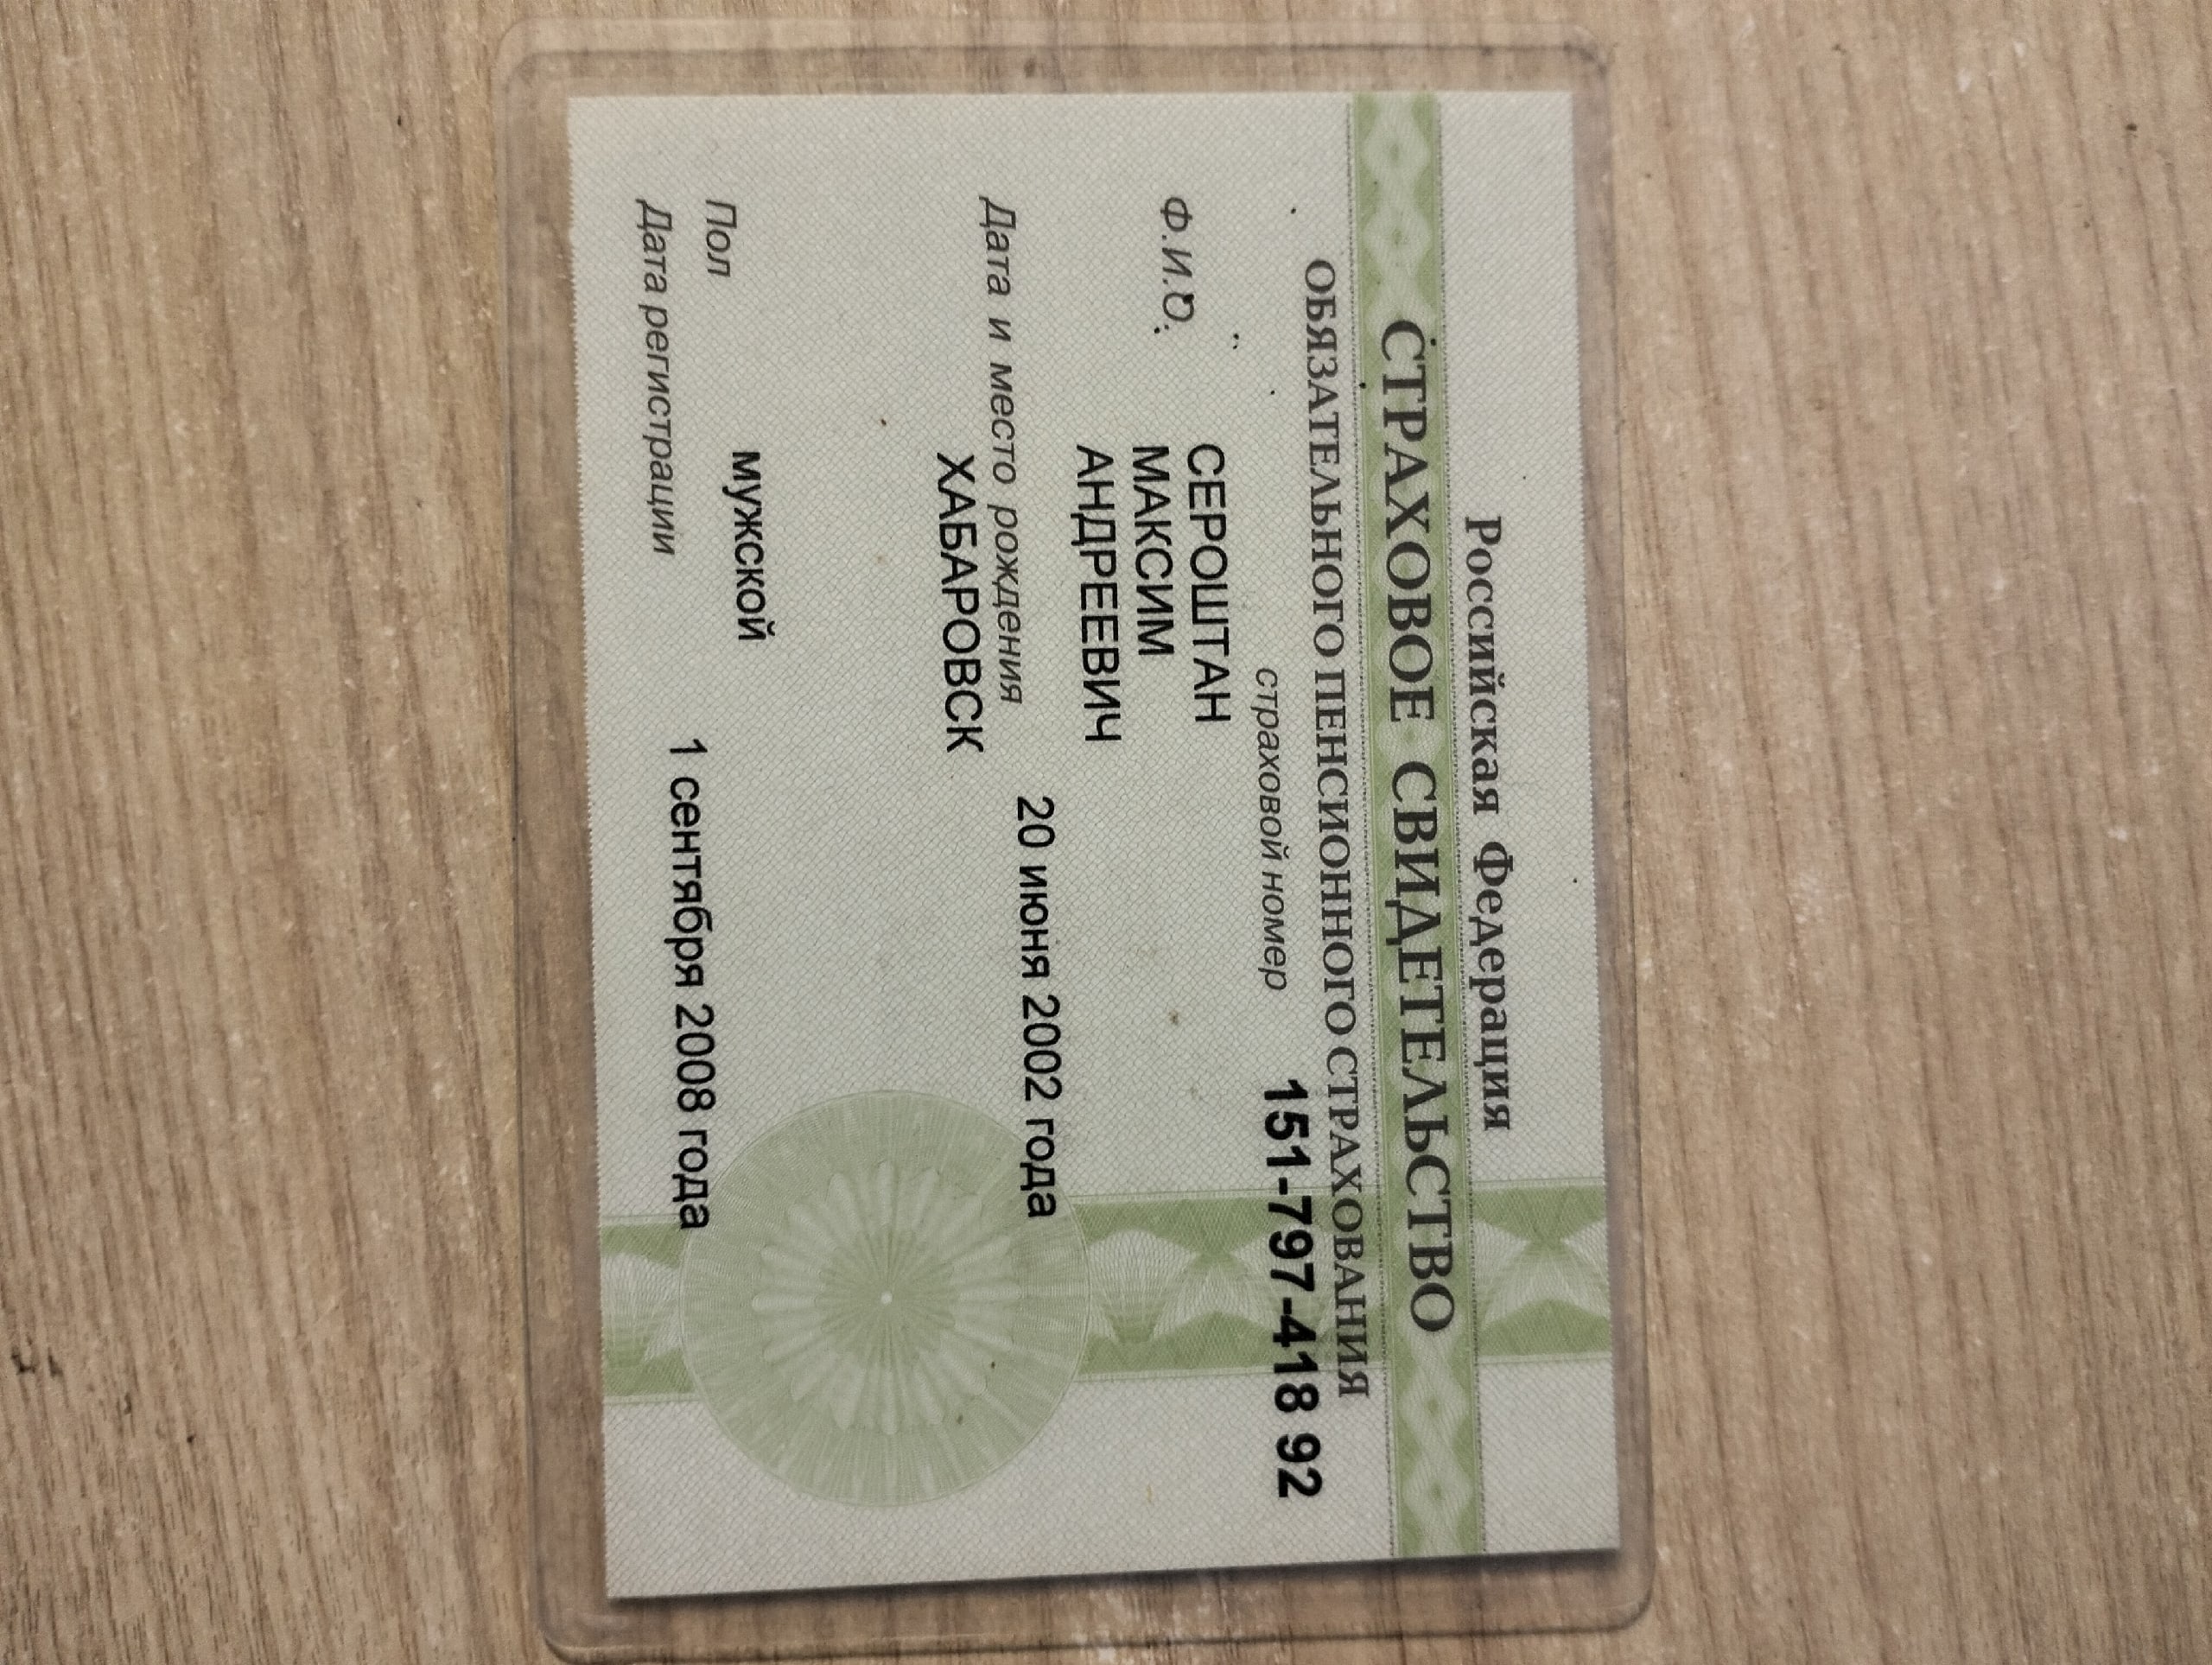 Российская Федерация
СТРАХОВОЕ СВИДЕТЕЛЬСТВО
ОБЯЗАТЕЛЬНОГО ПЕНСИОННОГО СТРАХОВАНИЯ
страховой номер 151-797-418 92
Ф.И.О. СЕРОШТАН
МАКСИМ
АНДРЕЕВИЧ
Дата и место рождения 20 июня 2002 года
ХАБАРОВСК
Пол мужской
Дата регистрации 1 сентября 2008 года